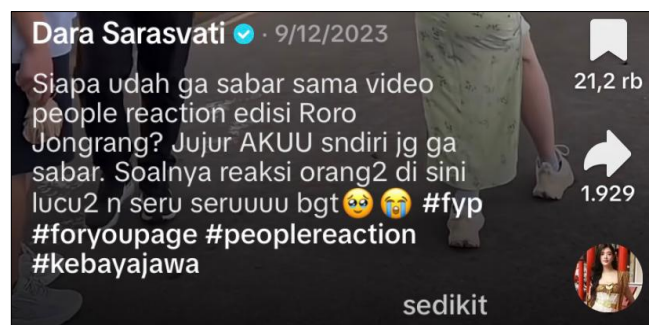 Dara Sarasvati · 9/12/2023
Siapa udah ga sabar sama video
people reaction edisi Roro
Jongrang? Jujur AKUU sndiri jg ga
sabar. Soalnya reaksi orang2 di sini
lucu2 n seru seruuuu bgt🥹😭 #fyp
#foryoupage #peoplereaction
#kebayajawa
sedikit
21,2 rb
1.929